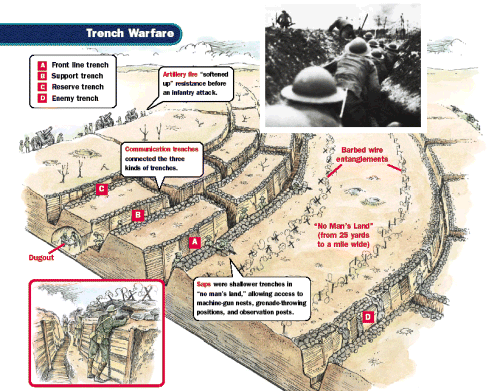 Trench Warfare
A Front line trench
B Support trench
C Reserve trench
D Enemy trench
Artillery fire "softened
up" resistance before
an infantry attack.
Communication trenches
connected the three
kinds of trenches.
Barbed wire
entanglements
C
B
A
"No Man's Land"
(from 25 yards
to a mile wide)
Dugout
Saps were shallower trenches in
"no man's land," allowing access to
machine-gun nests, grenade-throwing
positions, and observation posts.
D